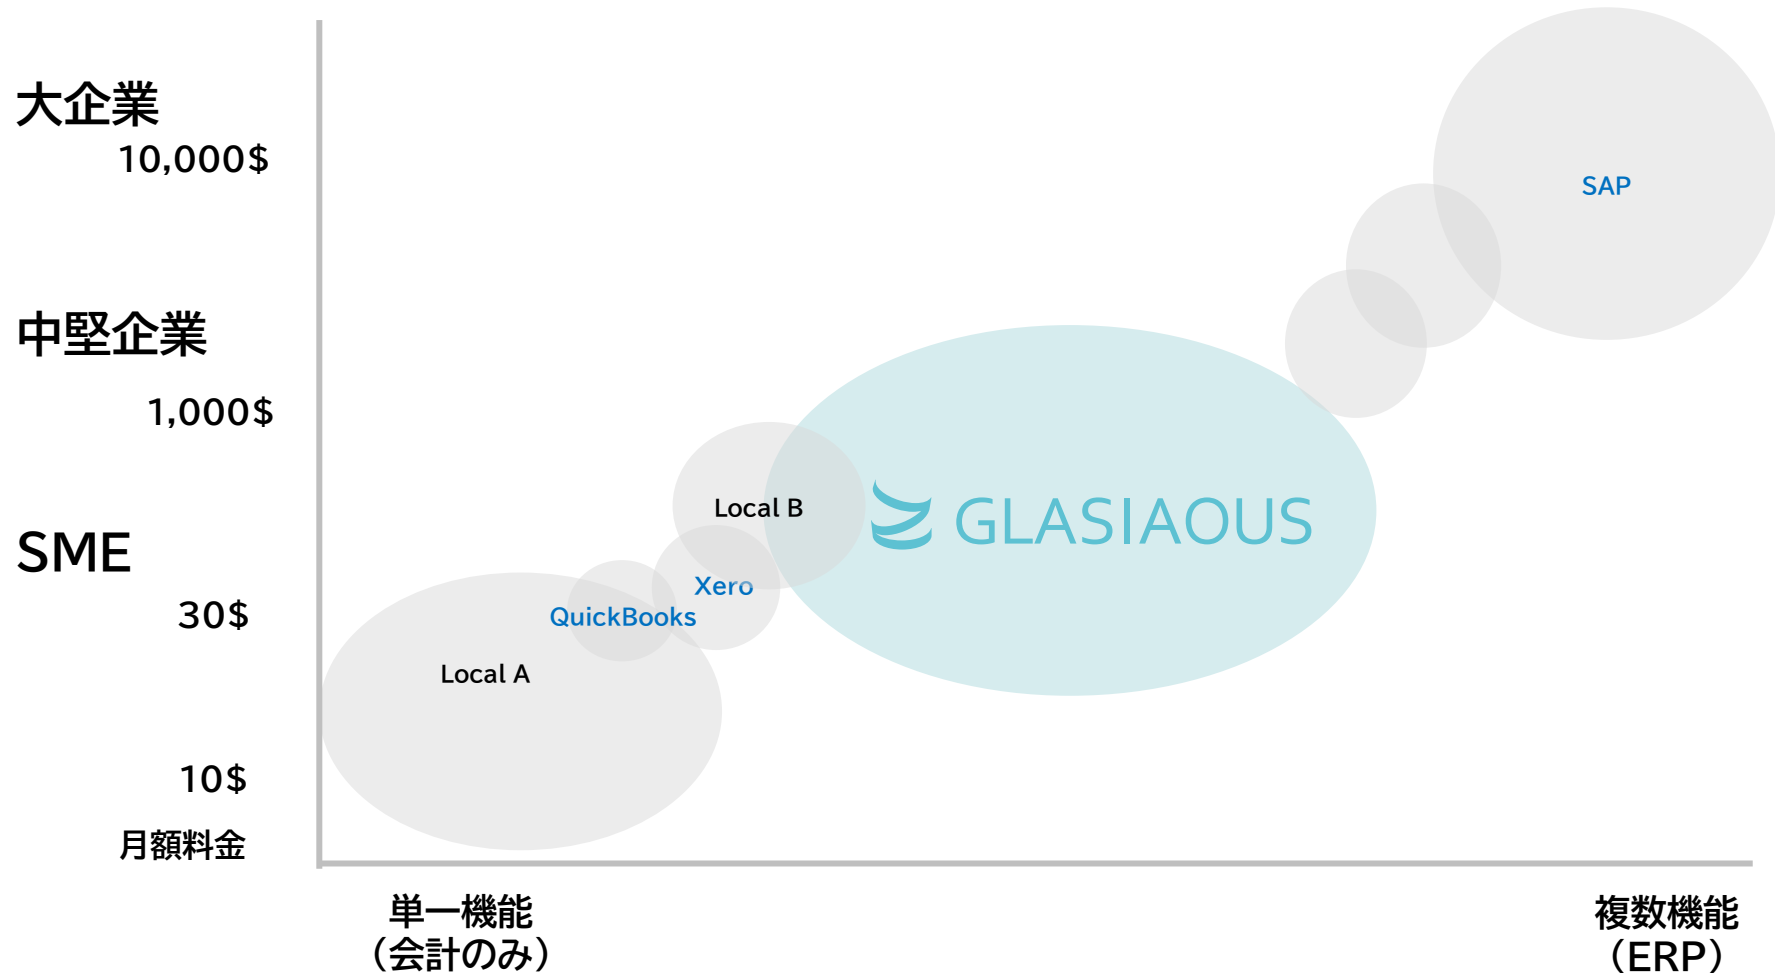 大企業
10,000$
SAP
中堅企業
1,000$
Local B
GLASIAOUS
SME
Xero
30$
QuickBooks
Local A
10$
月額料金
単一機能
（会計のみ）
複数機能
（ERP）